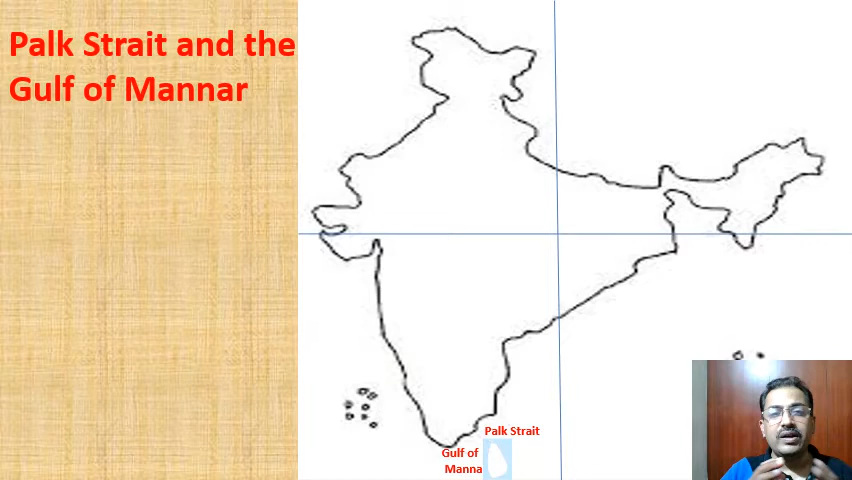 Palk Strait and the
Gulf of Mannar
Palk Strait
Gulf of
Manna